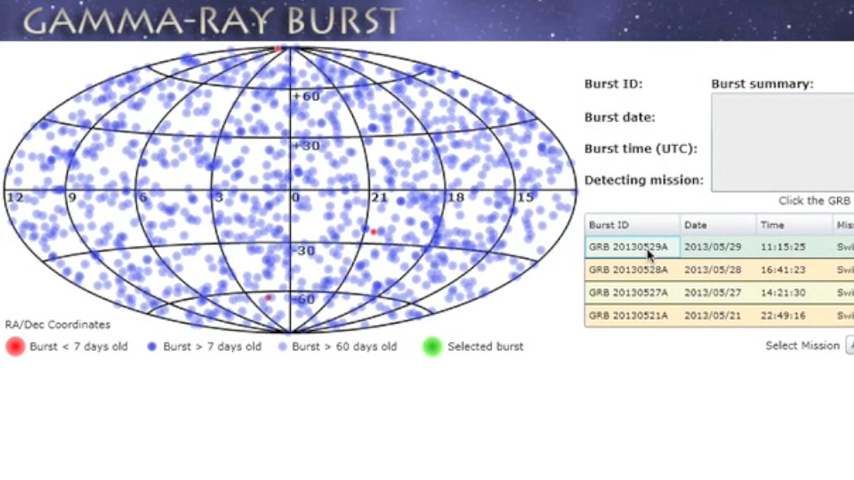 GAMMA-RAY BURST
+60
+30
12 9 6 3 0 21 18 15
-30
-60
RA/Dec Coordinates
Burst < 7 days old Burst > 7 days old Burst > 60 days old Selected burst
Burst ID: Burst summary:
Burst date:
Burst time (UTC):
Detecting mission:
Click the GRB
Burst ID Date Time
GRB 20130529A 2013/05/29 11:15:25
GRB 20130528A 2013/05/28 16:41:23
GRB 20130527A 2013/05/27 14:21:30
GRB 20130521A 2013/05/21 22:49:16
Select Mission